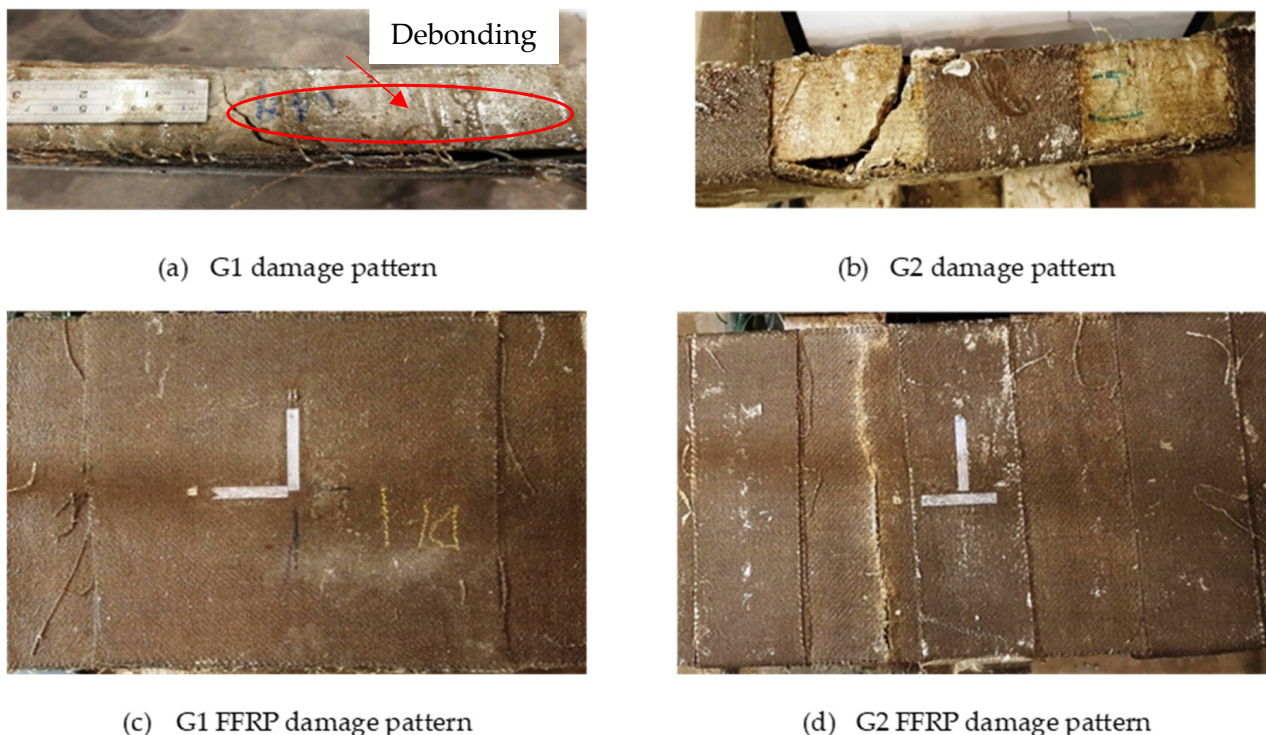 Debonding
(a) G1 damage pattern
(b) G2 damage pattern
(c) G1 FFRP damage pattern
(d) G2 FFRP damage pattern